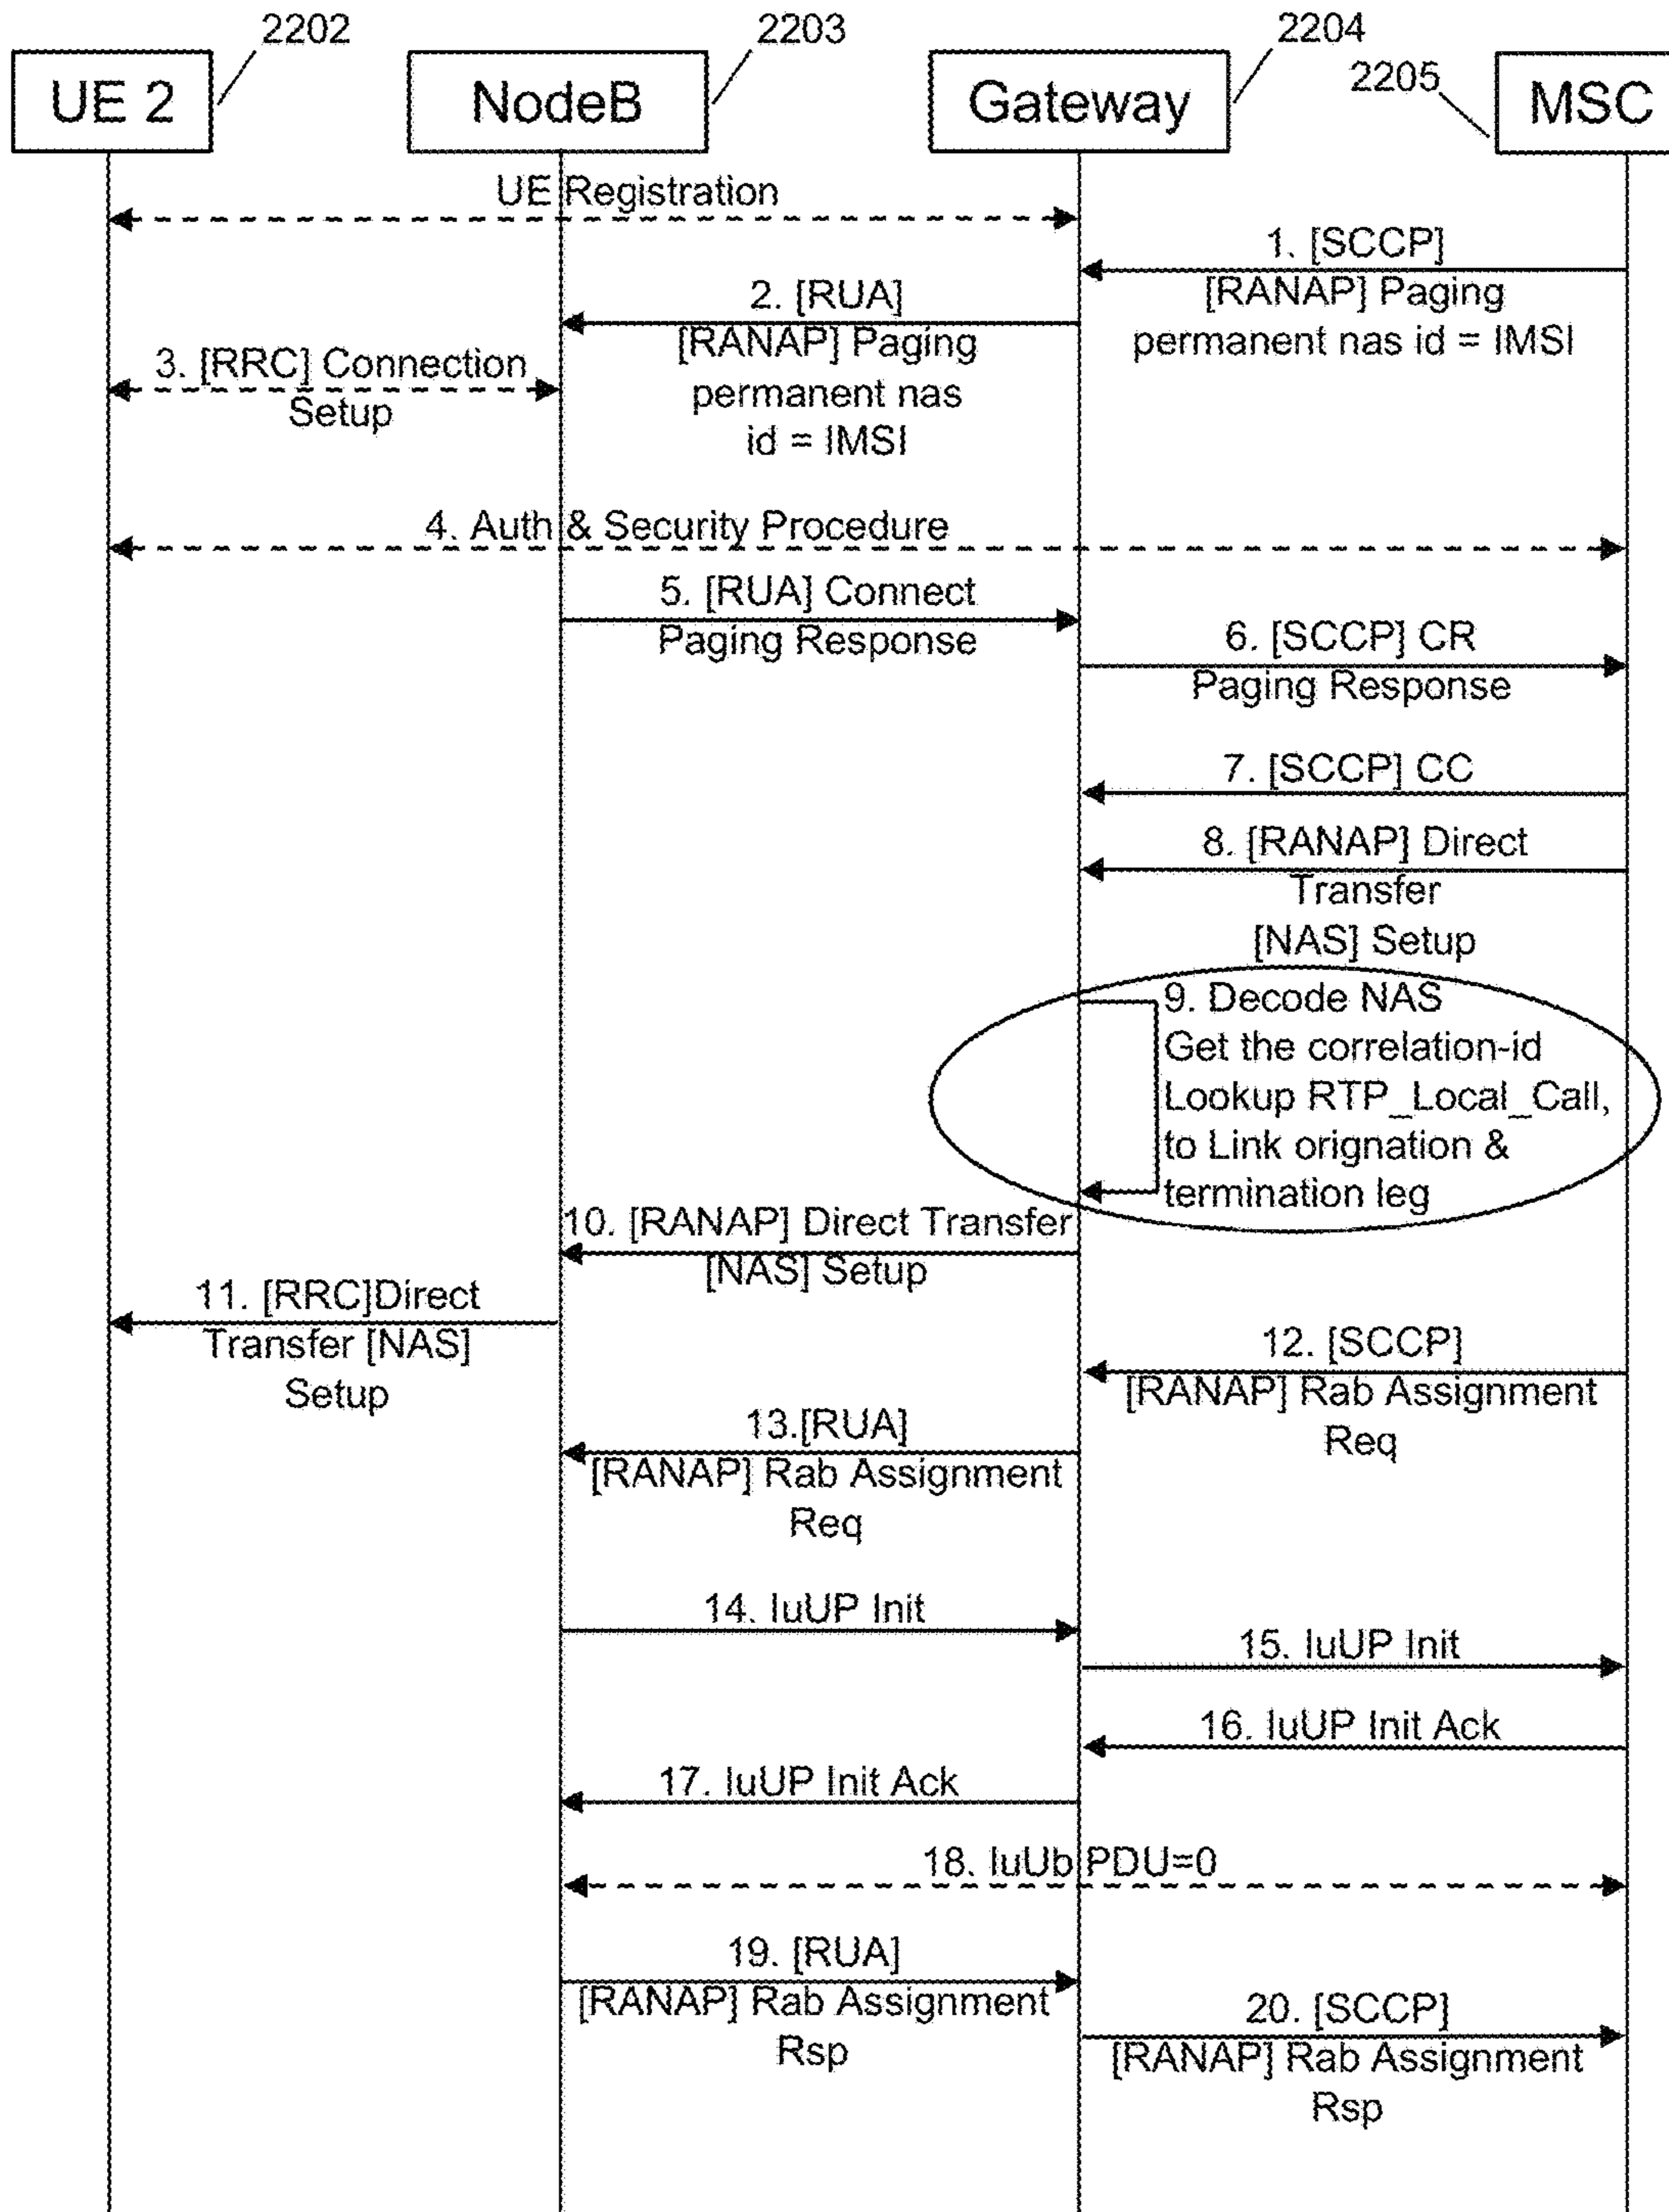 2202
2203
2204
2205
UE 2
NodeB
Gateway
MSC
UE Registration
1. [SCCP]
[RANAP] Paging
permanent nas id = IMSI
2. [RUA]
[RANAP] Paging
permanent nas
id = IMSI
3. [RRC] Connection
Setup
4. Auth & Security Procedure
5. [RUA] Connect
Paging Response
6. [SCCP] CR
Paging Response
7. [SCCP] CC
8. [RANAP] Direct
Transfer
[NAS] Setup
9. Decode NAS
Get the correlation-id
Lookup RTP_Local_Call,
to Link orignation &
termination leg
10. [RANAP] Direct Transfer
[NAS] Setup
11. [RRC]Direct
Transfer [NAS]
Setup
12. [SCCP]
[RANAP] Rab Assignment
Req
13.[RUA]
[RANAP] Rab Assignment
Req
14. IuUP Init
15. IuUP Init
16. IuUP Init Ack
17. IuUP Init Ack
18. IuUb PDU=0
19. [RUA]
[RANAP] Rab Assignment
Rsp
20. [SCCP]
[RANAP] Rab Assignment
Rsp